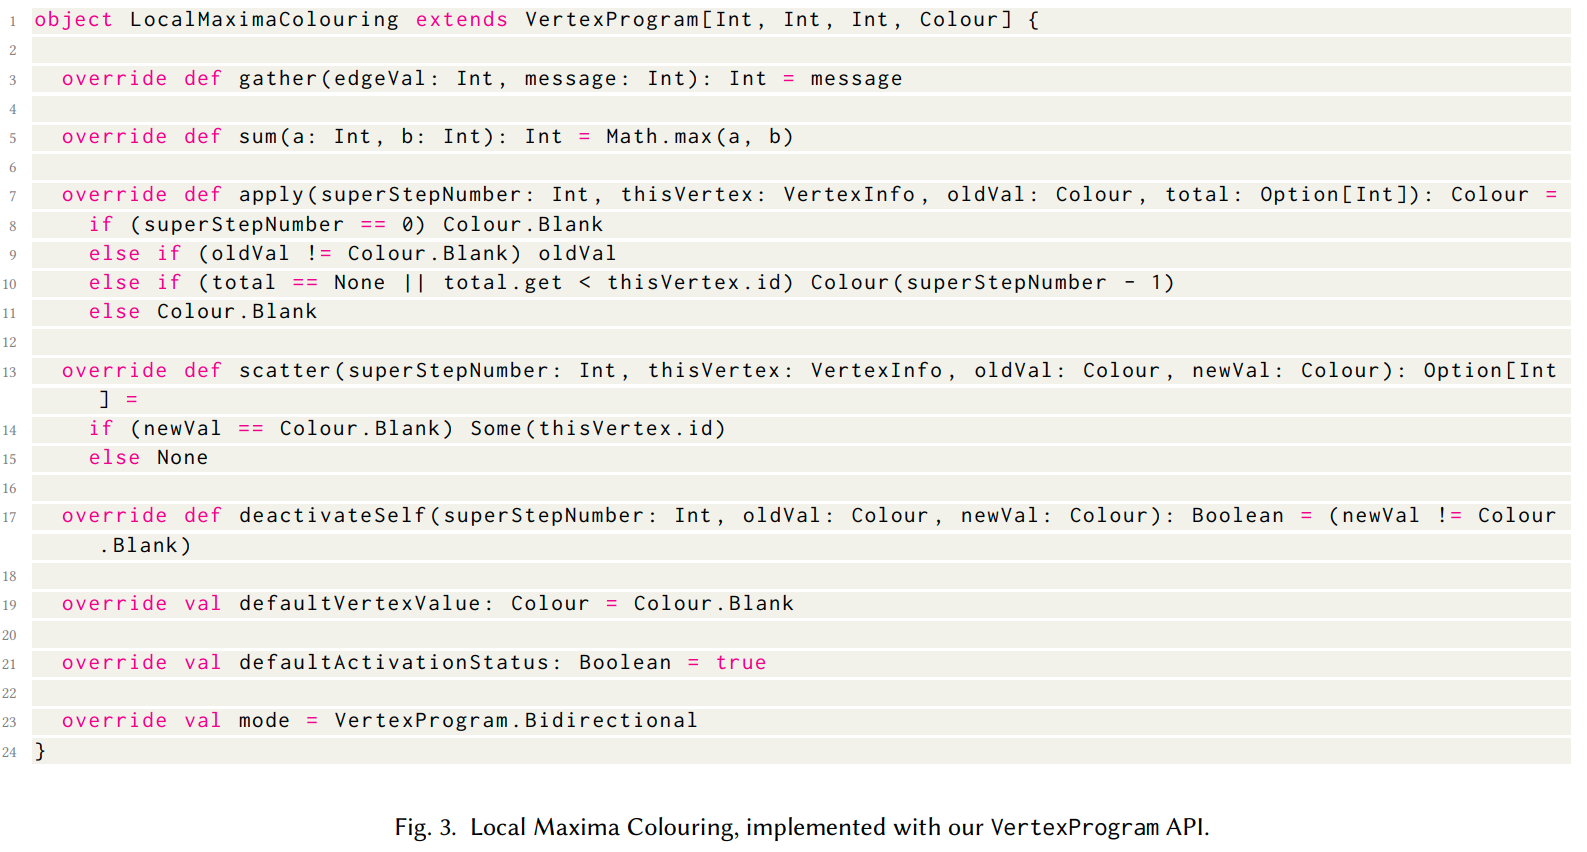 1 object LocalMaximaColouring extends VertexProgram[Int, Int, Int, Colour] {
2
3 override def gather(edgeVal: Int, message: Int): Int = message
4
5 override def sum(a: Int, b: Int): Int = Math.max(a, b)
6
7 override def apply(superStepNumber: Int, thisVertex: VertexInfo, oldVal: Colour, total: Option[Int]): Colour =
8 if (superStepNumber == 0) Colour.Blank
9 else if (oldVal != Colour.Blank) oldVal
10 else if (total == None || total.get < thisVertex.id) Colour(superStepNumber - 1)
11 else Colour.Blank
12
13 override def scatter(superStepNumber: Int, thisVertex: VertexInfo, oldVal: Colour, newVal: Colour): Option[Int
] =
14 if (newVal == Colour.Blank) Some(thisVertex.id)
15 else None
16
17 override def deactivateSelf(superStepNumber: Int, oldVal: Colour, newVal: Colour): Boolean = (newVal != Colour
.Blank)
18
19 override val defaultVertexValue: Colour = Colour.Blank
20
21 override val defaultActivationStatus: Boolean = true
22
23 override val mode = VertexProgram.Bidirectional
24 }
Fig. 3. Local Maxima Colouring, implemented with our VertexProgram API.